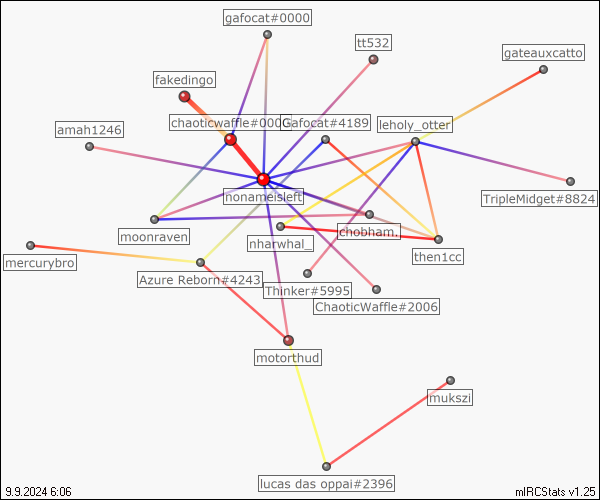 gafocat#0000
tt532
gateauxcatto
fakedingo
chaoticwaffle#000
Gafocat#4189
leholy_otter
amah1246
nonameisleft
TripleMidget#8824
moonraven
nharwhal_
chobham.
then1cc
mercurybro
Azure Reborn#4243
Thinker#5995
ChaoticWaffle#2006
motorthud
mukszi
lucas das oppai#2396
9.9.2024 6:06
mIRCStats v1.25